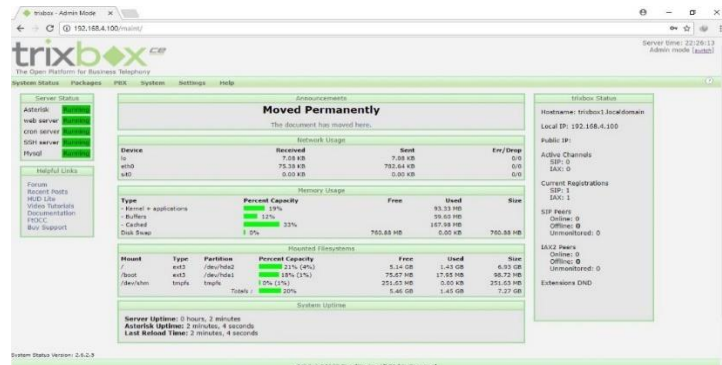 trixbox - Admin Mode
192.168.4.100/maint/
trixbox CE
The Open Platform for Business Telephony
Server time: 22:26:13
Admin mode [switch]
System Status Packages PBX System Settings Help
Server Status
Asterisk Running
web server Running
cron server Running
SSH server Running
Mysql Running
Helpful Links
Forum
Recent Posts
HUD Lite
Video Tutorials
Documentation
FtOCC
Buy Support
Announcements
Moved Permanently
The document has moved here.
Network Usage
Device Received Sent Err/Drop
lo 7.08 KB 7.08 KB 0/0
eth0 75.38 KB 782.64 KB 0/0
sit0 0.00 KB 0.00 KB 0/0
Memory Usage
Type Percent Capacity Free Used Size
- Kernel + applications 19% 93.33 MB
- Buffers 12% 59.60 MB
- Cached 33% 167.98 MB
Disk Swap 0% 760.88 MB 0.00 KB 760.88 MB
Mounted Filesystems
Mount Type Partition Percent Capacity Free Used Size
/ ext3 /dev/hda2 21% (4%) 5.14 GB 1.43 GB 6.93 GB
/boot ext3 /dev/hda1 18% (1%) 75.67 MB 17.95 MB 98.72 MB
/dev/shm tmpfs tmpfs 0% (1%) 251.63 MB 0.00 KB 251.63 MB
Totals / 20% 5.46 GB 1.45 GB 7.27 GB
System Uptime
Server Uptime: 0 hours, 2 minutes
Asterisk Uptime: 2 minutes, 4 seconds
Last Reload Time: 2 minutes, 4 seconds
trixbox Status
Hostname: trixbox1.localdomain
Local IP: 192.168.4.100
Public IP:
Active Channels
SIP: 0
IAX: 0
Current Registrations
SIP: 1
IAX: 1
SIP Peers
Online: 0
Offline: 0
Unmonitored: 0
IAX2 Peers
Online: 0
Offline: 0
Unmonitored: 0
Extensions DND
System Status Version: 2.6.2.9